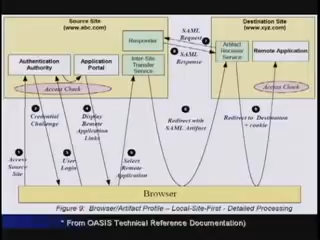 Source Site
(www.abc.com)
Destination Site
(www.xyz.com)
Responder
SAML
Request
SAML
Response
Authentication
Authority
Application
Portal
Inter-Site
Transfer
Service
Artifact
Receiver
Service
Remote Application
Access Check
Access Check
Credential
Challenge
Display
Remote
Application
Links
Redirect with
SAML Artifact
Redirect to Destination
+ cookie
Access
Source
Site
User
Login
Select
Remote
Application
Browser
Figure 9: Browser/Artifact Profile – Local-Site-First - Detailed Processing
* From OASIS Technical Reference Documentation)